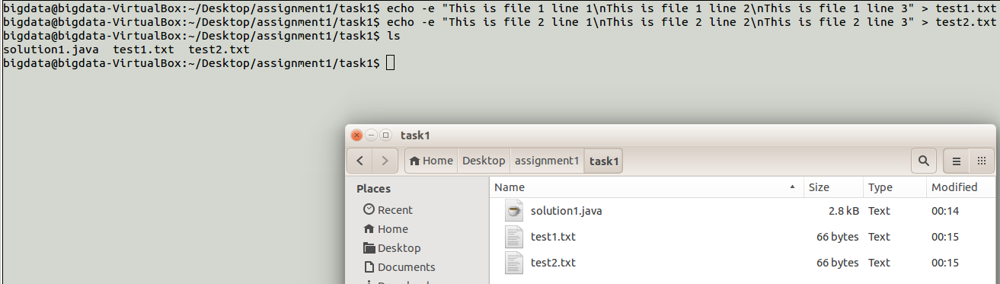 bigdata@bigdata-VirtualBox:~/Desktop/assignment1/task1$ echo -e "This is file 1 line 1\nThis is file 1 line 2\nThis is file 1 line 3" > test1.txt
bigdata@bigdata-VirtualBox:~/Desktop/assignment1/task1$ echo -e "This is file 2 line 1\nThis is file 2 line 2\nThis is file 2 line 3" > test2.txt
bigdata@bigdata-VirtualBox:~/Desktop/assignment1/task1$ ls
solution1.java  test1.txt  test2.txt
bigdata@bigdata-VirtualBox:~/Desktop/assignment1/task1$
task1
Home Desktop assignment1 task1
Places
Recent
Home
Desktop
Documents
Name Size Type Modified
solution1.java 2.8 kB Text 00:14
test1.txt 66 bytes Text 00:15
test2.txt 66 bytes Text 00:15